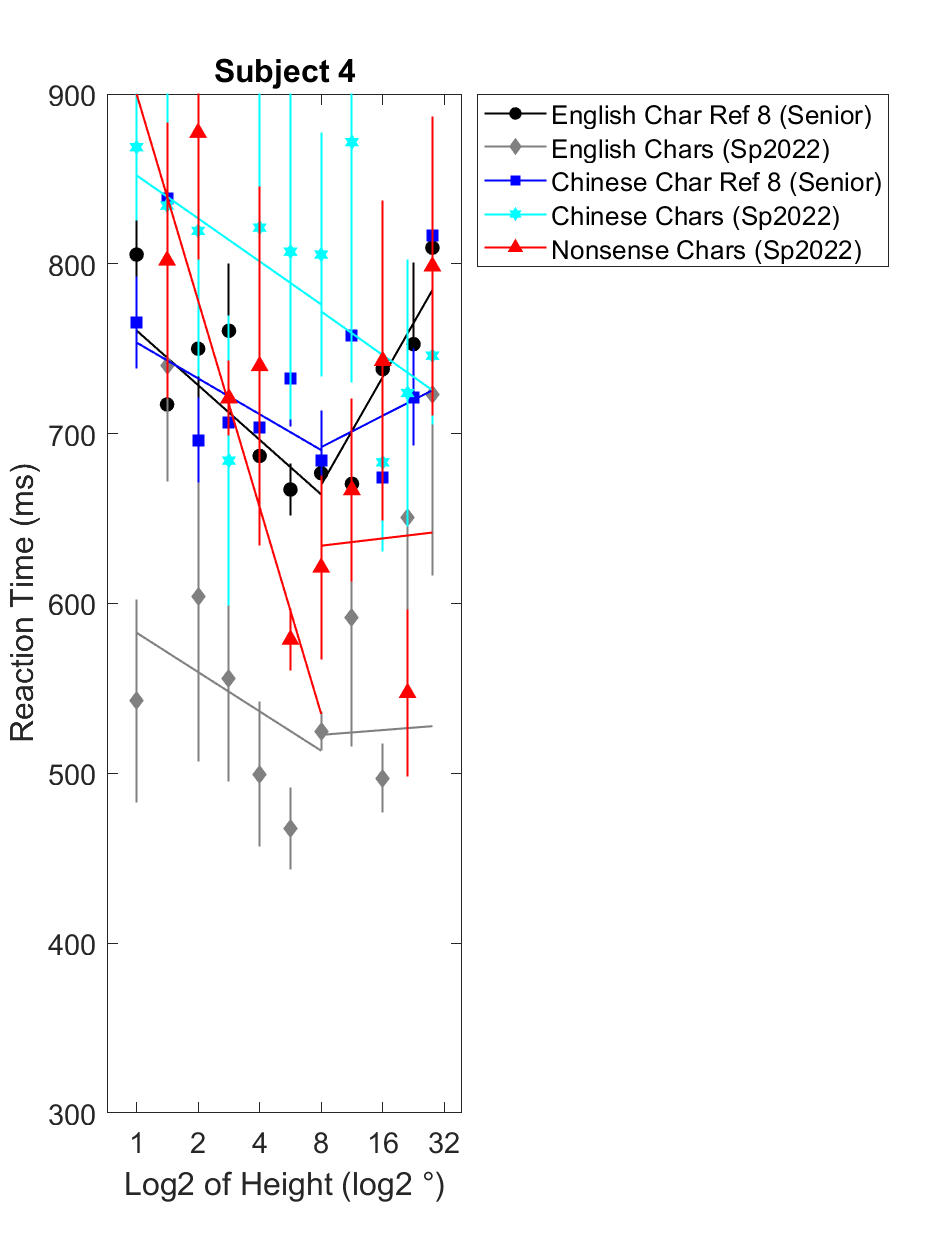 Subject 4
900
800
700
600
500
400
300
1 2 4 8 16 32
Reaction Time (ms)
Log2 of Height (log2 °)
English Char Ref 8 (Senior)
English Chars (Sp2022)
Chinese Char Ref 8 (Senior)
Chinese Chars (Sp2022)
Nonsense Chars (Sp2022)